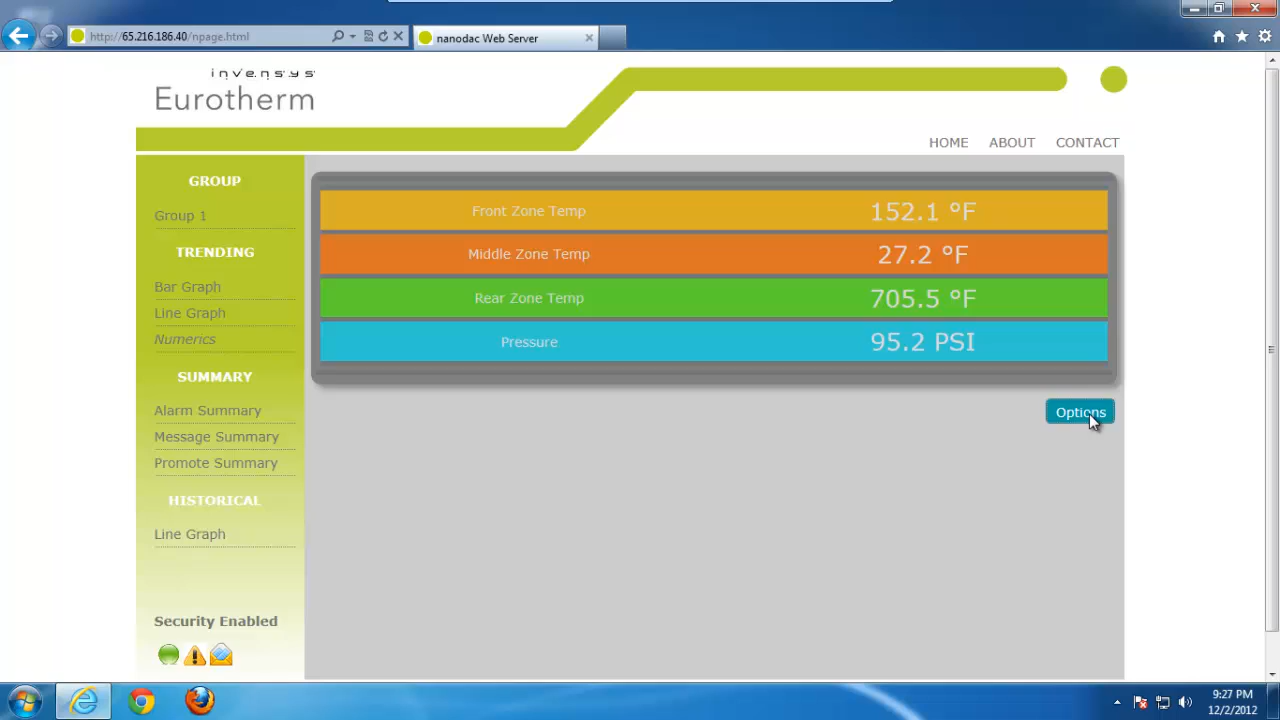 http://65.216.186.40/npage.html
nanodac Web Server
invensys
Eurotherm
HOME ABOUT CONTACT
GROUP
Group 1
TRENDING
Bar Graph
Line Graph
Numerics
SUMMARY
Alarm Summary
Message Summary
Promote Summary
HISTORICAL
Line Graph
Security Enabled
Front Zone Temp 152.1 °F
Middle Zone Temp 27.2 °F
Rear Zone Temp 705.5 °F
Pressure 95.2 PSI
Options
9:27 PM
12/2/2012